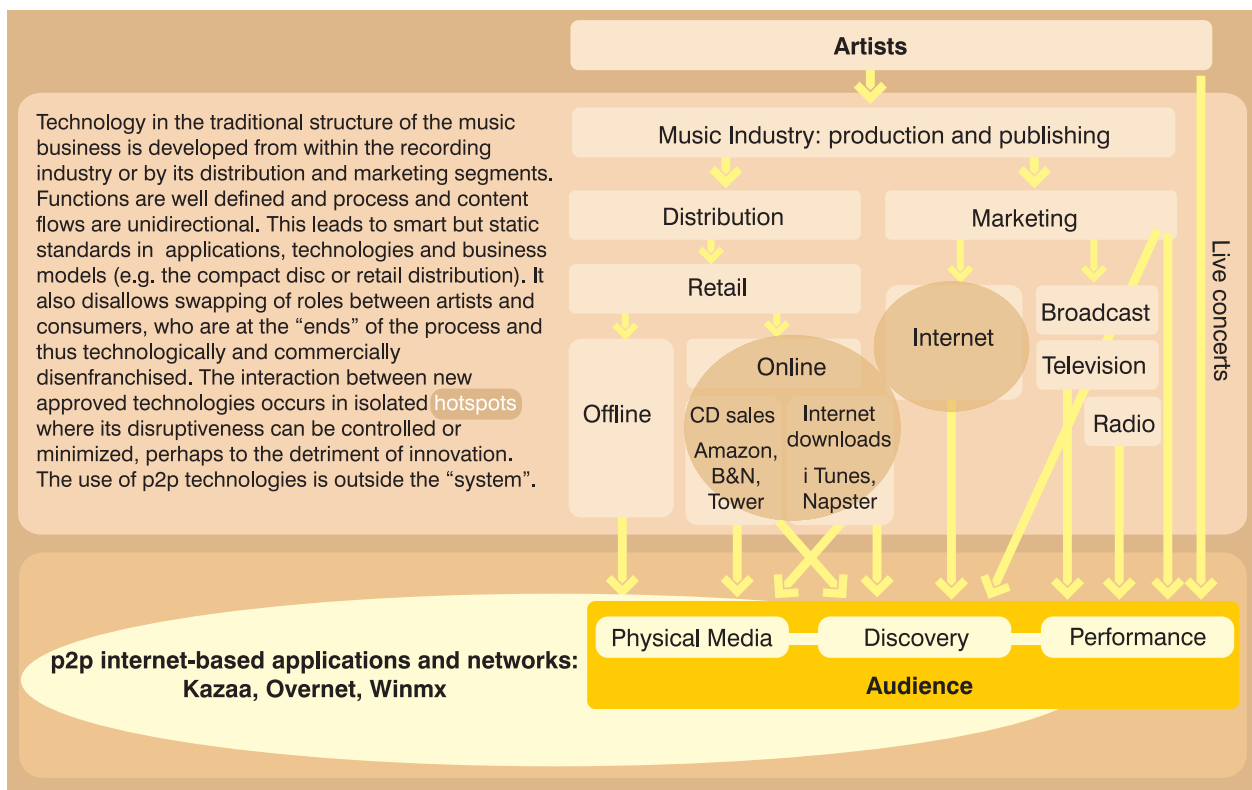 Artists
Technology in the traditional structure of the music
business is developed from within the recording
industry or by its distribution and marketing segments.
Functions are well defined and process and content
flows are unidirectional. This leads to smart but static
standards in applications, technologies and business
models (e.g. the compact disc or retail distribution). It
also disallows swapping of roles between artists and
consumers, who are at the “ends” of the process and
thus technologically and commercially
disenfranchised. The interaction between new
approved technologies occurs in isolated hotspots
where its disruptiveness can be controlled or
minimized, perhaps to the detriment of innovation.
The use of p2p technologies is outside the “system”.
Music Industry: production and publishing
Distribution
Marketing
Retail
Live concerts
Internet
Broadcast
Television
Radio
Offline
Online
CD sales
Amazon,
B&N,
Tower
Internet
downloads
i Tunes,
Napster
p2p internet-based applications and networks:
Kazaa, Overnet, Winmx
Physical Media
Discovery
Performance
Audience